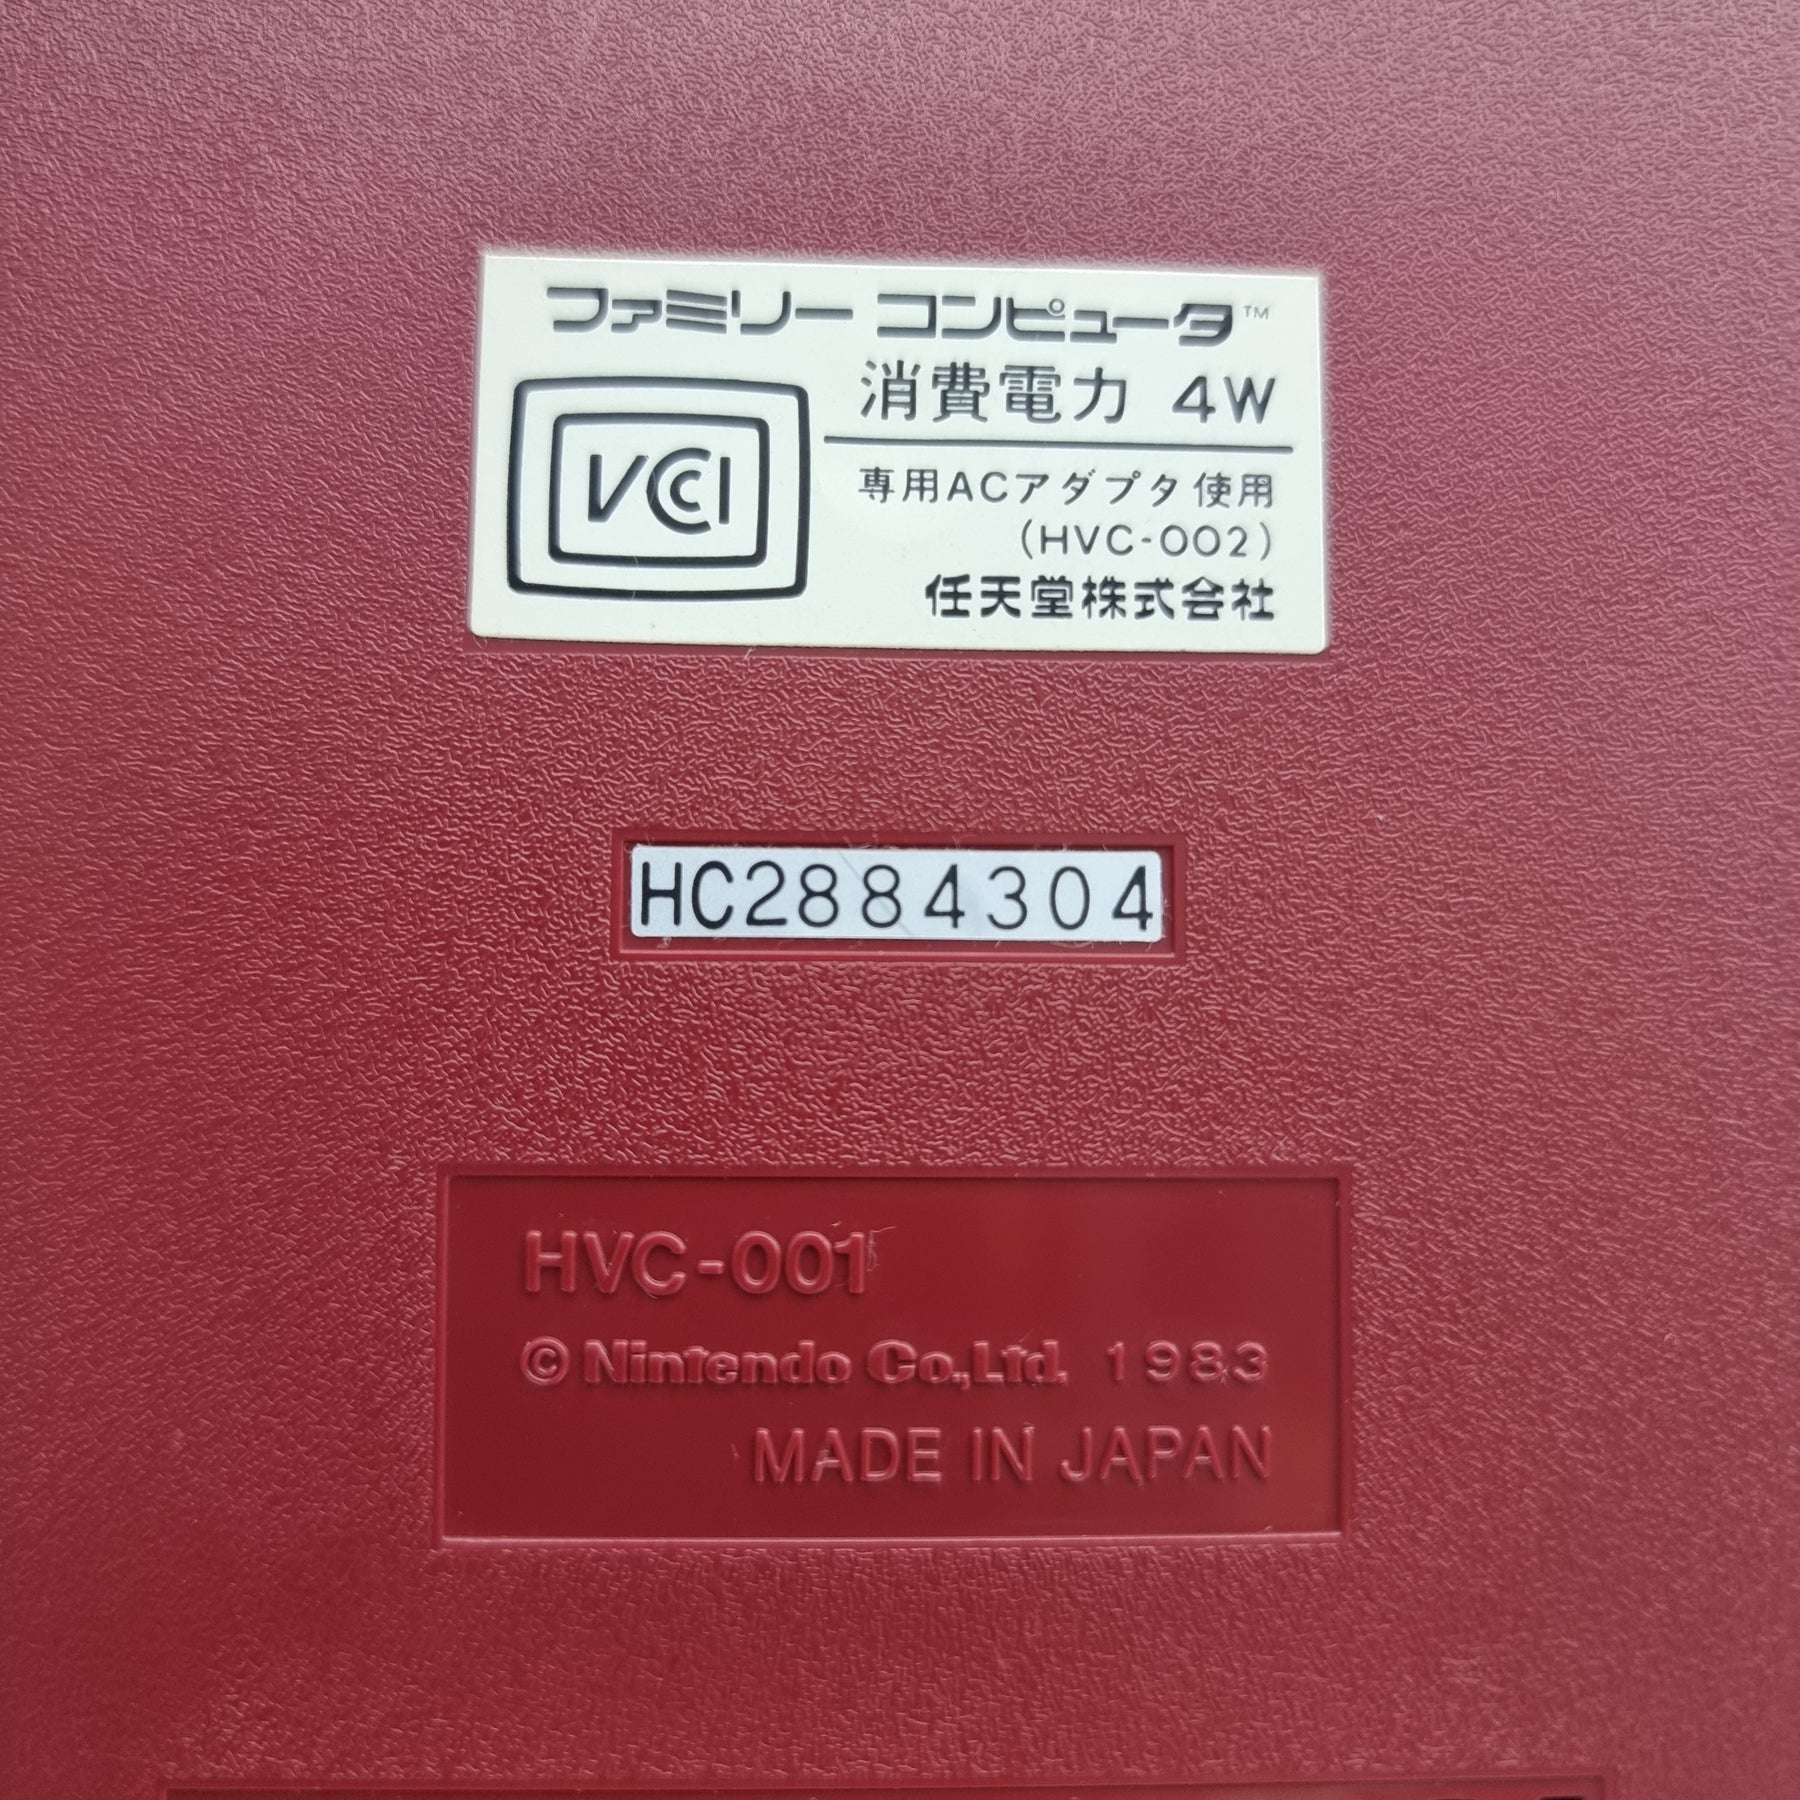 ファミリー コンピュータ™
消費電力 4W
VCCI
専用ACアダプタ使用
(HVC-002)
任天堂株式会社
HC2884304
HVC-001
© Nintendo Co.,Ltd. 1983
MADE IN JAPAN